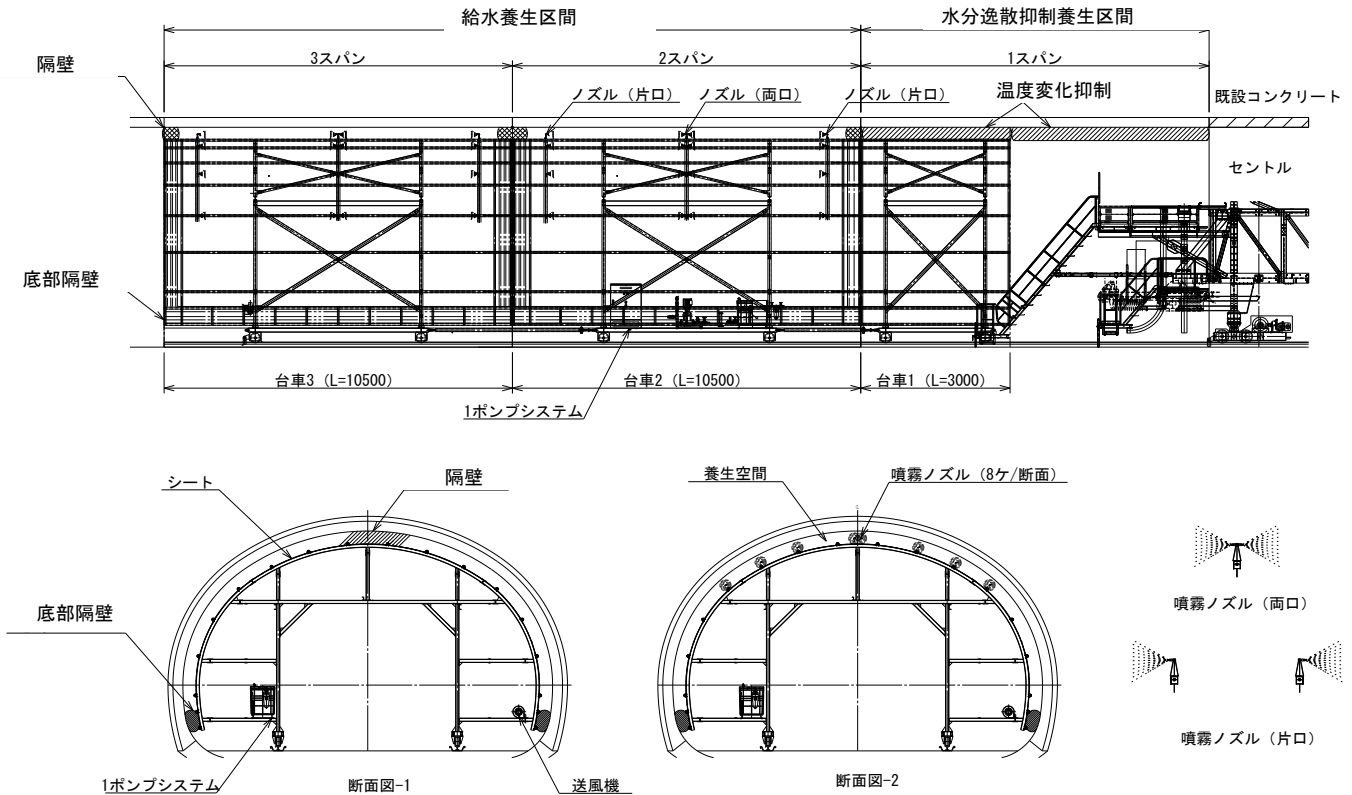 給水養生区間
水分逸散抑制養生区間
隔壁
3スパン
2スパン
1スパン
ノズル（片口）
ノズル（両口）
ノズル（片口）
温度変化抑制
既設コンクリート
セントル
底部隔壁
台車3（L=10500）
台車2（L=10500）
台車1（L=3000）
1ポンプシステム
シート
隔壁
養生空間
噴霧ノズル（8ケ/断面）
底部隔壁
噴霧ノズル（両口）
噴霧ノズル（片口）
1ポンプシステム
断面図-1
送風機
断面図-2